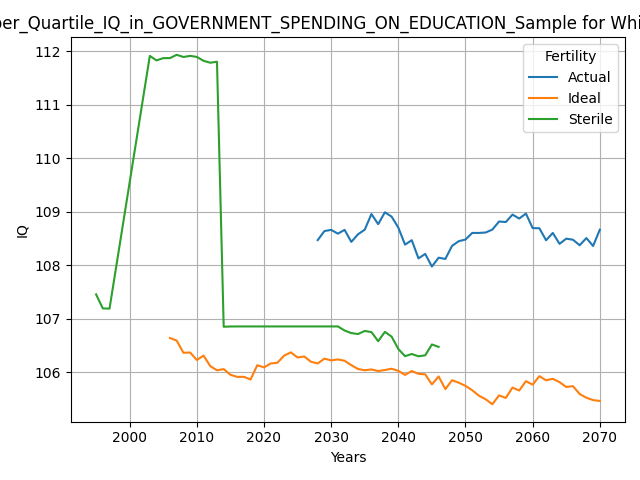 per_Quartile_IQ_in_GOVERNMENT_SPENDING_ON_EDUCATION_Sample for Whi
112
111
110
109
108
107
106
IQ
Fertility
Actual
Ideal
Sterile
2000 2010 2020 2030 2040 2050 2060 2070
Years